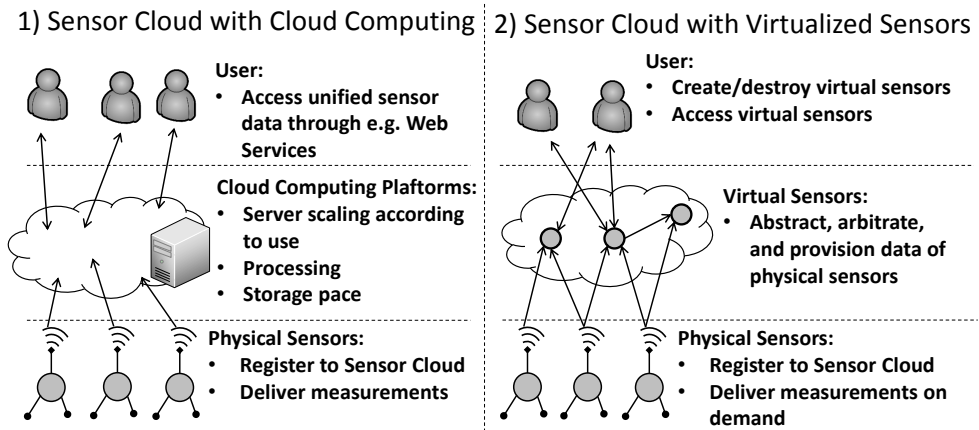 1) Sensor Cloud with Cloud Computing
User:
• Access unified sensor
data through e.g. Web
Services
Cloud Computing Plaftorms:
• Server scaling according
to use
• Processing
• Storage pace
Physical Sensors:
• Register to Sensor Cloud
• Deliver measurements
2) Sensor Cloud with Virtualized Sensors
User:
• Create/destroy virtual sensors
• Access virtual sensors
Virtual Sensors:
• Abstract, arbitrate,
and provision data of
physical sensors
Physical Sensors:
• Register to Sensor Cloud
• Deliver measurements on
demand